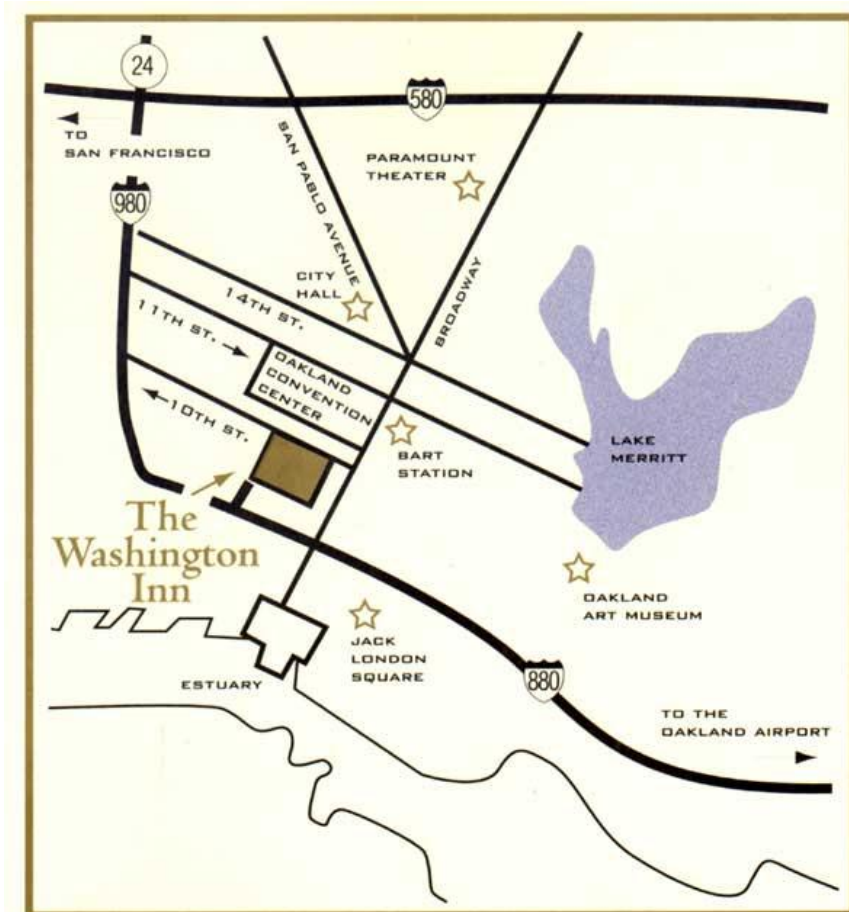 24
580
TO
SAN FRANCISCO
SAN PABLO AVENUE
PARAMOUNT
THEATER
980
BROADWAY
CITY
HALL
14TH ST.
11TH ST.
OAKLAND
CONVENTION
CENTER
10TH ST.
BART
STATION
LAKE
MERRITT
The
Washington
Inn
OAKLAND
ART MUSEUM
JACK
LONDON
SQUARE
ESTUARY
880
TO THE
OAKLAND AIRPORT